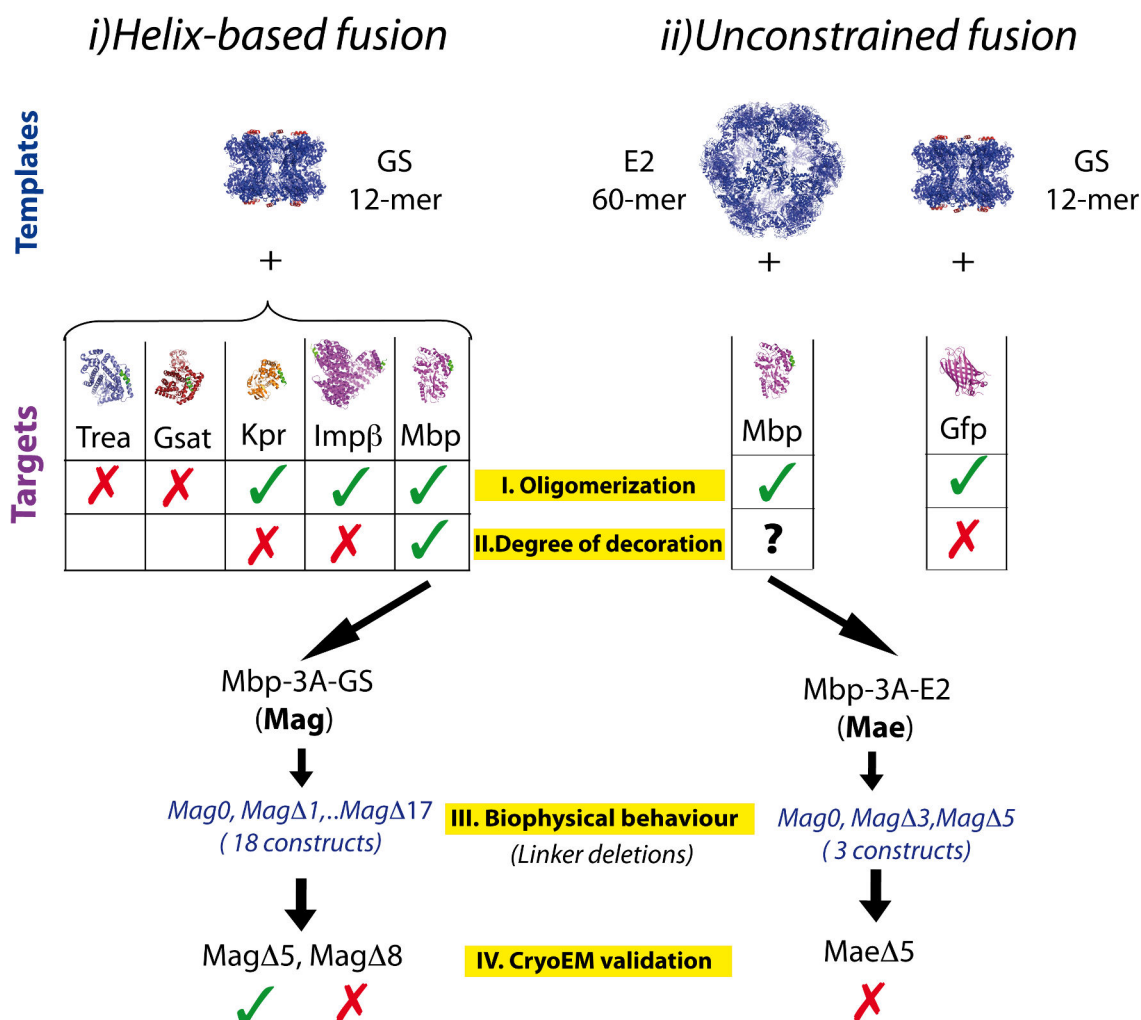 i)Helix-based fusion
ii)Unconstrained fusion
Templates
GS
12-mer
E2
60-mer
GS
12-mer
+
+
+
Targets
Trea
Gsat
Kpr
Impβ
Mbp
Mbp
Gfp
✗ ✗ ✓ ✓ ✓
I. Oligomerization
✓
✓
✗ ✗ ✓
II.Degree of decoration
?
✗
Mbp-3A-GS
(Mag)
Mbp-3A-E2
(Mae)
Mag0, MagΔ1,..MagΔ17
( 18 constructs)
III. Biophysical behaviour
(Linker deletions)
Mag0, MagΔ3,MagΔ5
( 3 constructs)
MagΔ5, MagΔ8
IV. CryoEM validation
MaeΔ5
✓ ✗
✗